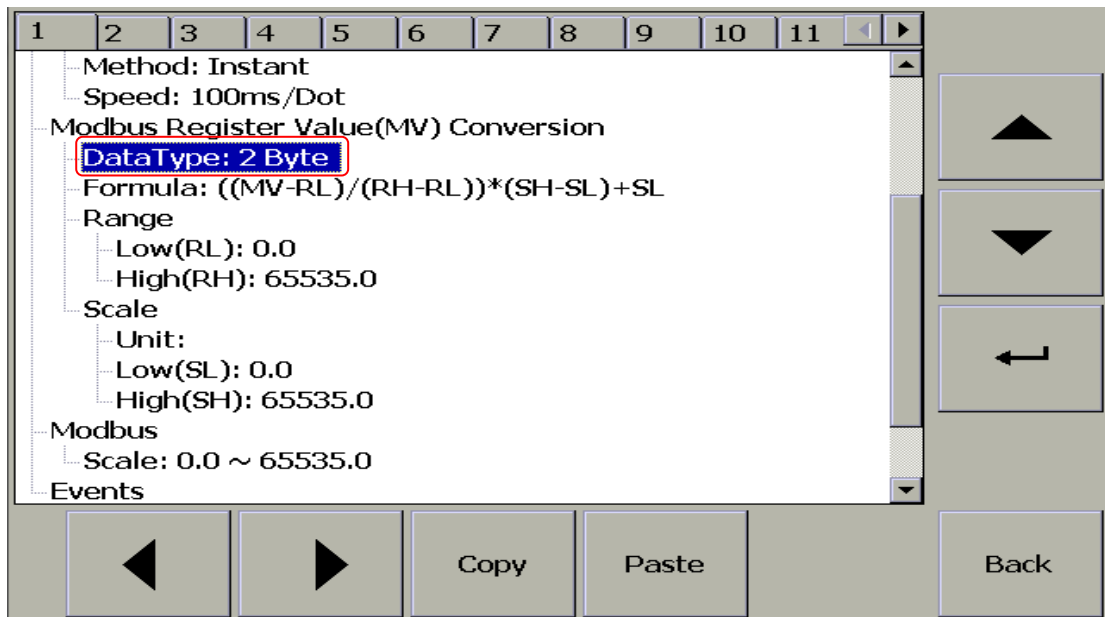 1 2 3 4 5 6 7 8 9 10 11
Method: Instant
Speed: 100ms/Dot
Modbus Register Value(MV) Conversion
DataType: 2 Byte
Formula: ((MV-RL)/(RH-RL))*(SH-SL)+SL
Range
Low(RL): 0.0
High(RH): 65535.0
Scale
Unit:
Low(SL): 0.0
High(SH): 65535.0
Modbus
Scale: 0.0 ~ 65535.0
Events
Copy Paste Back